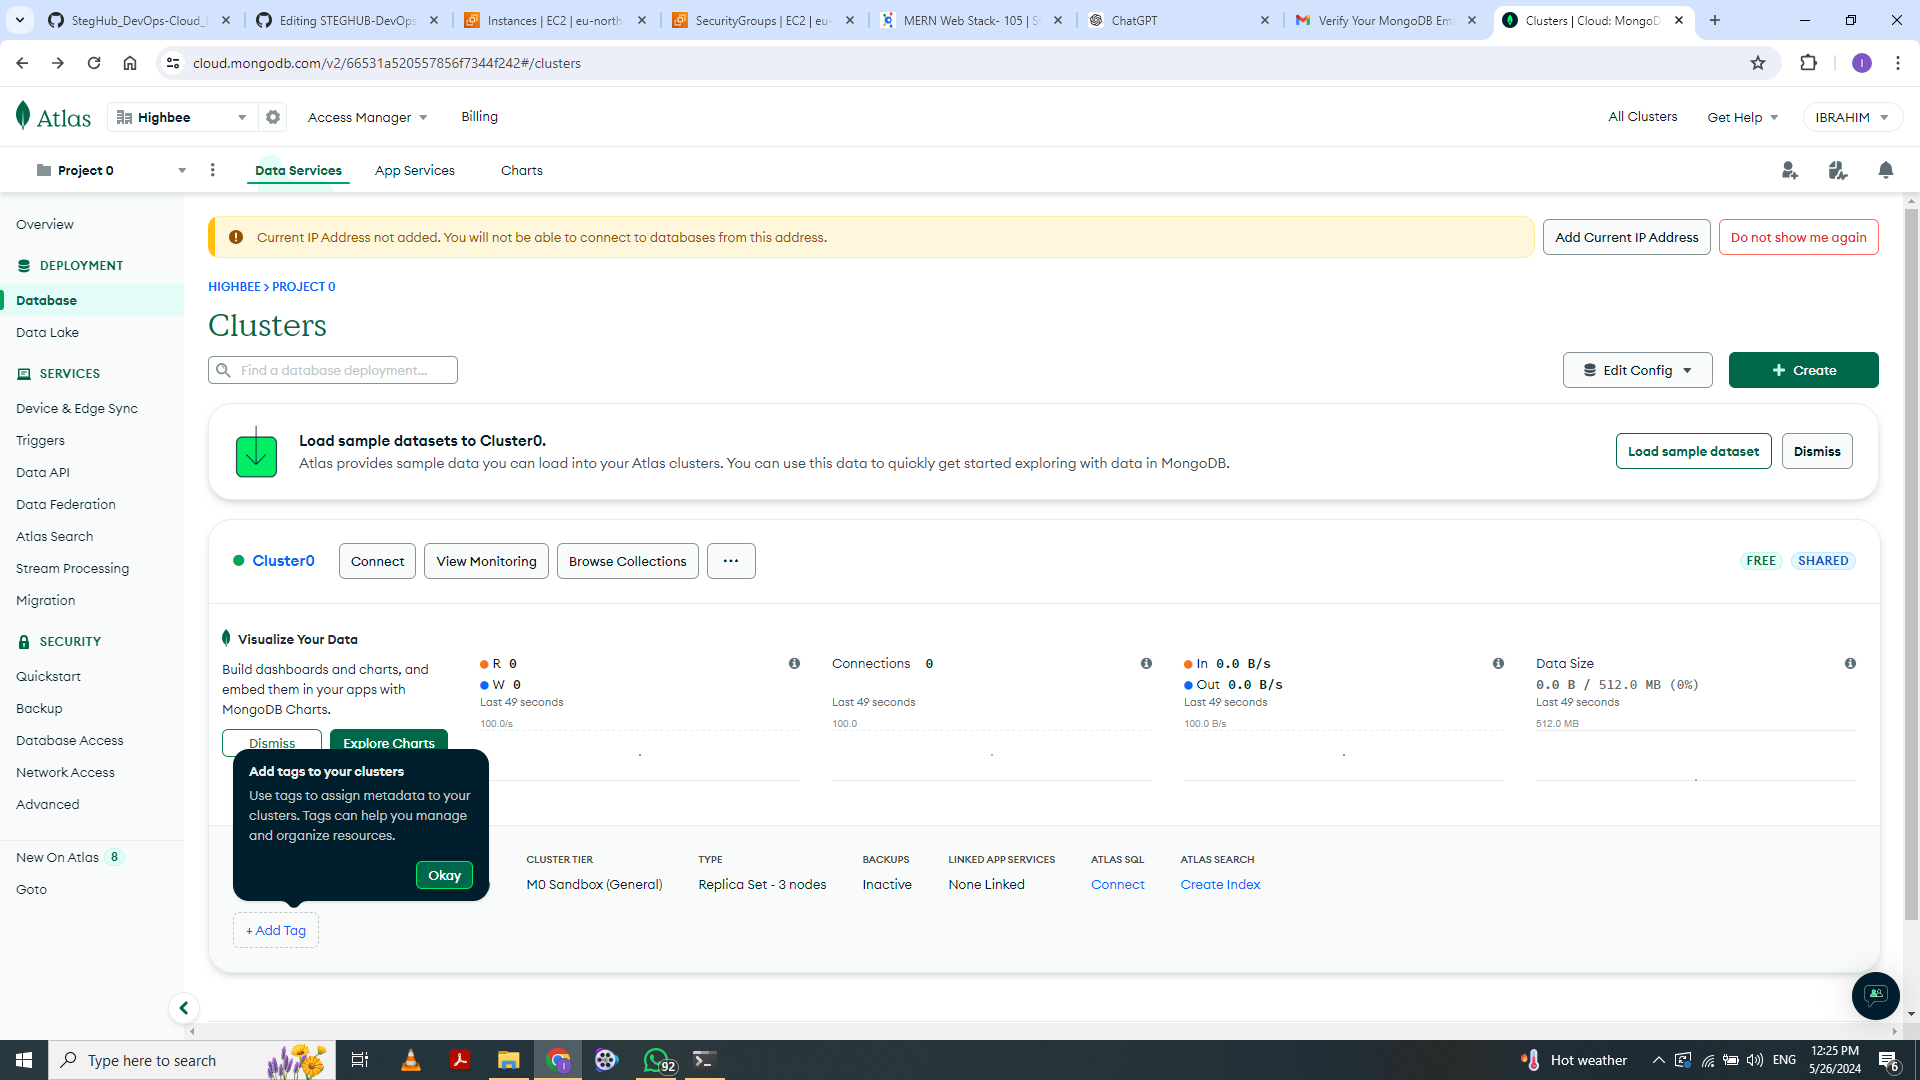 StegHub_DevOps-Cloud_
Editing STEGHUB-DevOps
Instances | EC2 | eu-north
SecurityGroups | EC2 | eu-
MERN Web Stack- 105 | S
ChatGPT
Verify Your MongoDB Em
Clusters | Cloud: MongoD
cloud.mongodb.com/v2/66531a520557856f7344f242#/clusters
I
Atlas
Highbee
Access Manager
Billing
All Clusters
Get Help
IBRAHIM
Project 0
Data Services
App Services
Charts
Overview
DEPLOYMENT
Database
Data Lake
SERVICES
Device & Edge Sync
Triggers
Data API
Data Federation
Atlas Search
Stream Processing
Migration
SECURITY
Quickstart
Backup
Database Access
Network Access
Advanced
New On Atlas 8
Goto
Current IP Address not added. You will not be able to connect to databases from this address.
Add Current IP Address
Do not show me again
HIGHBEE > PROJECT 0
Clusters
Find a database deployment...
Edit Config
+ Create
Load sample datasets to Cluster0.
Atlas provides sample data you can load into your Atlas clusters. You can use this data to quickly get started exploring with data in MongoDB.
Load sample dataset
Dismiss
Cluster0
Connect
View Monitoring
Browse Collections
...
FREE
SHARED
Visualize Your Data
Build dashboards and charts, and
embed them in your apps with
MongoDB Charts.
Dismiss
Explore Charts
R 0
W 0
Last 49 seconds
100.0/s
Connections 0
Last 49 seconds
100.0
In 0.0 B/s
Out 0.0 B/s
Last 49 seconds
100.0 B/s
Data Size
0.0 B / 512.0 MB (0%)
Last 49 seconds
512.0 MB
Add tags to your clusters
Use tags to assign metadata to your
clusters. Tags can help you manage
and organize resources.
Okay
CLUSTER TIER
M0 Sandbox (General)
TYPE
Replica Set - 3 nodes
BACKUPS
Inactive
LINKED APP SERVICES
None Linked
ATLAS SQL
Connect
ATLAS SEARCH
Create Index
+ Add Tag
Type here to search
92
Hot weather
ENG
12:25 PM
5/26/2024
6